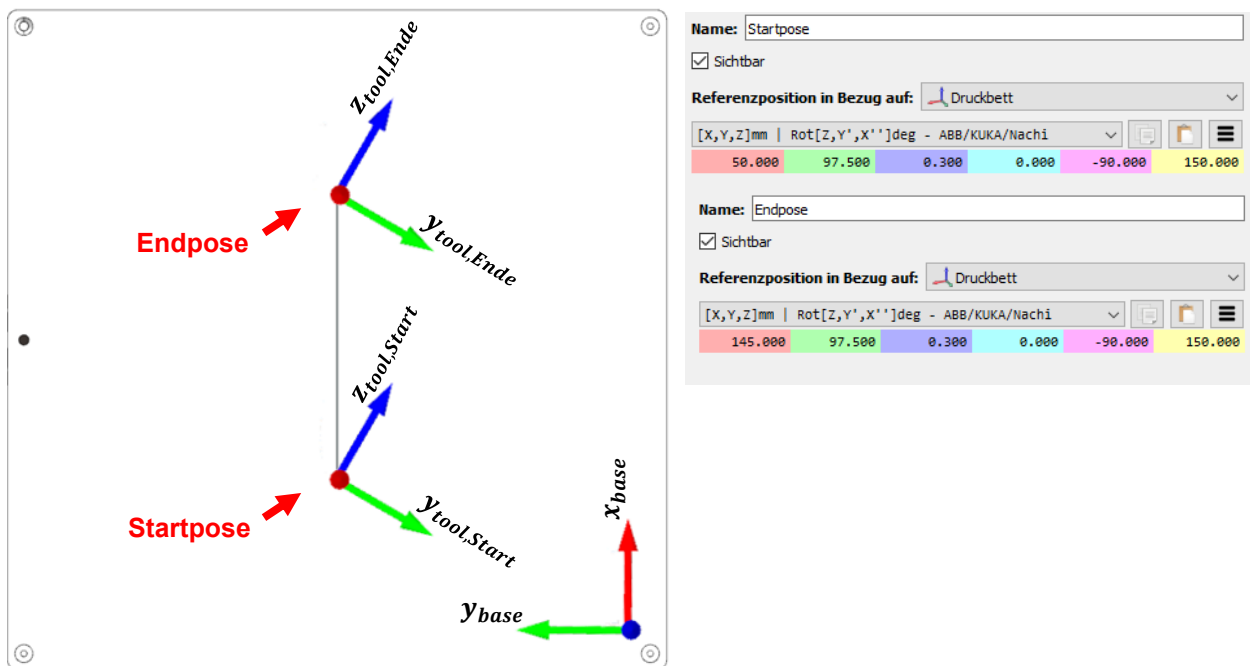 z_tool,Ende
y_tool,Ende
Endpose
z_tool,Start
y_tool,Start
Startpose
x_base
y_base
Name: Startpose
Sichtbar
Referenzposition in Bezug auf: Druckbett
[X,Y,Z]mm | Rot[Z,Y',X'']deg - ABB/KUKA/Nachi
50.000 97.500 0.300 0.000 -90.000 150.000
Name: Endpose
Sichtbar
Referenzposition in Bezug auf: Druckbett
[X,Y,Z]mm | Rot[Z,Y',X'']deg - ABB/KUKA/Nachi
145.000 97.500 0.300 0.000 -90.000 150.000